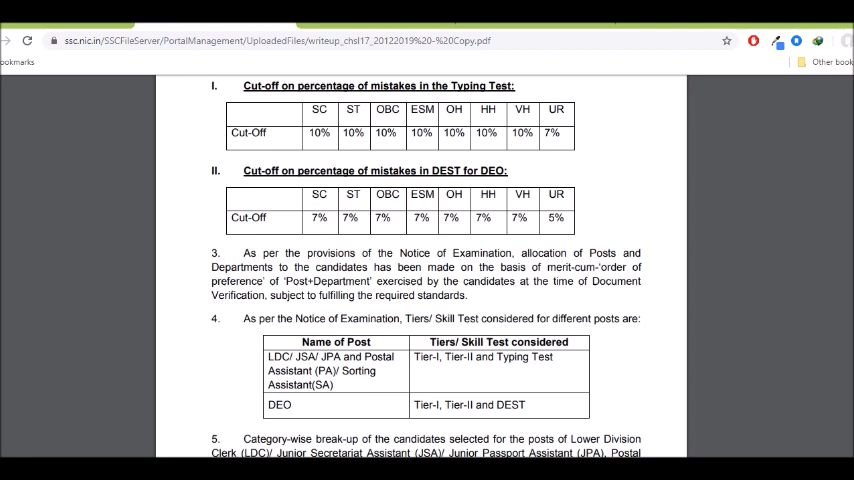 ssc.nic.in/SSCFileServer/PortalManagement/UploadedFiles/writeup_chsl17_20122019%20-%20Copy.pdf
ookmarks
Other book
I. Cut-off on percentage of mistakes in the Typing Test:
SC ST OBC ESM OH HH VH UR
Cut-Off 10% 10% 10% 10% 10% 10% 10% 7%
II. Cut-off on percentage of mistakes in DEST for DEO:
SC ST OBC ESM OH HH VH UR
Cut-Off 7% 7% 7% 7% 7% 7% 7% 5%
3. As per the provisions of the Notice of Examination, allocation of Posts and
Departments to the candidates has been made on the basis of merit-cum-'order of
preference' of 'Post+Department' exercised by the candidates at the time of Document
Verification, subject to fulfilling the required standards.
4. As per the Notice of Examination, Tiers/ Skill Test considered for different posts are:
Name of Post Tiers/ Skill Test considered
LDC/ JSA/ JPA and Postal Tier-I, Tier-II and Typing Test
Assistant (PA)/ Sorting
Assistant(SA)
DEO Tier-I, Tier-II and DEST
5. Category-wise break-up of the candidates selected for the posts of Lower Division
Clerk (LDC)/ Junior Secretariat Assistant (JSA)/ Junior Passport Assistant (JPA), Postal